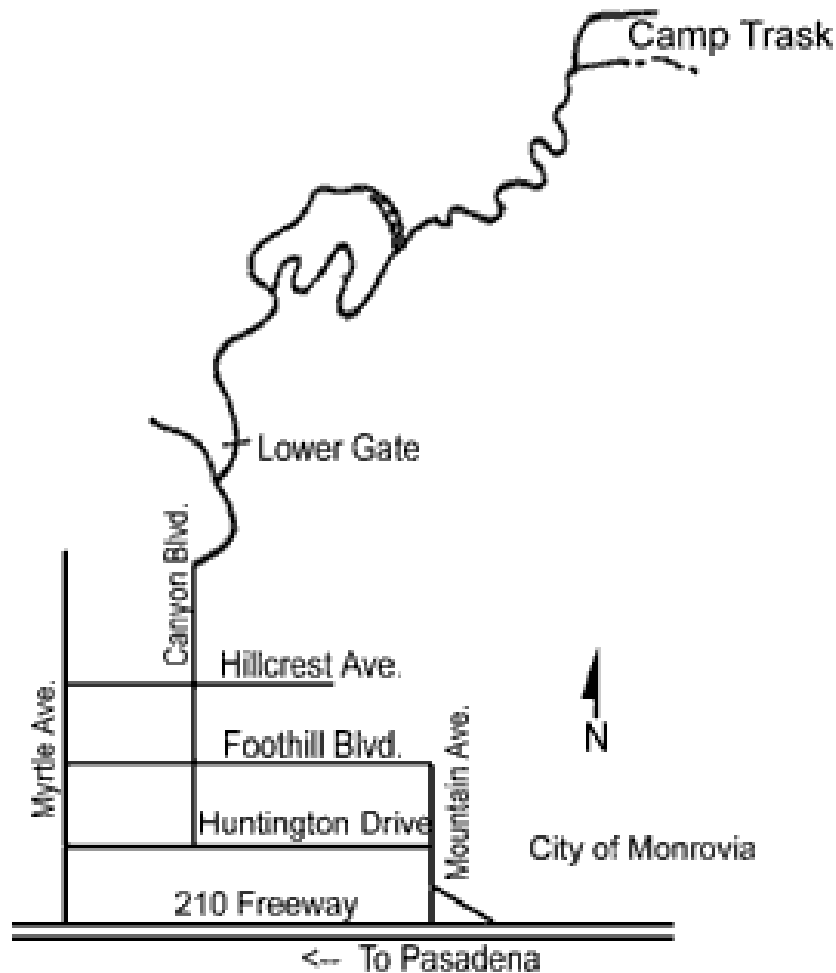 Camp Trask
Lower Gate
Canyon Blvd.
Hillcrest Ave.
Myrtle Ave.
N
Foothill Blvd.
Mountain Ave.
Huntington Drive
City of Monrovia
210 Freeway
<-- To Pasadena